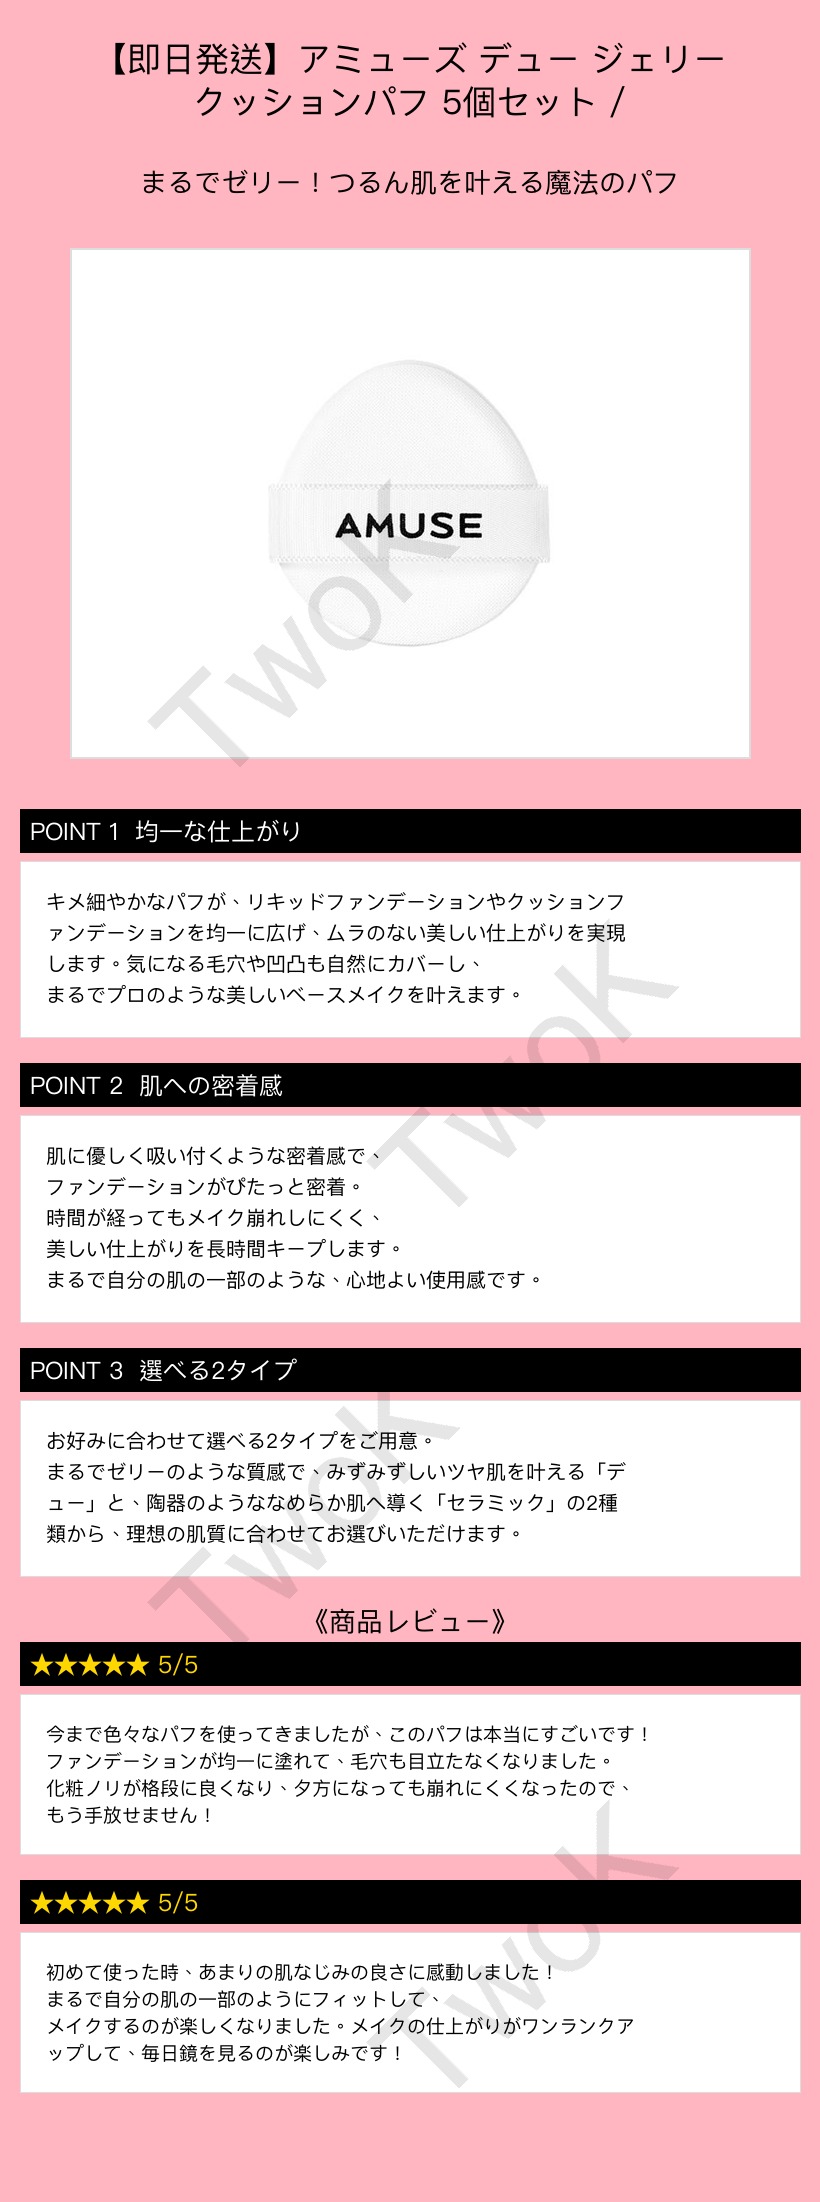 【即日発送】アミューズ デュー ジェリー
クッションパフ 5個セット /
まるでゼリー！つるん肌を叶える魔法のパフ
AMUSE
TwoK
POINT 1 均一な仕上がり
キメ細やかなパフが、リキッドファンデーションやクッションフ
ァンデーションを均一に広げ、ムラのない美しい仕上がりを実現
します。気になる毛穴や凹凸も自然にカバーし、
まるでプロのような美しいベースメイクを叶えます。
TwoK
POINT 2 肌への密着感
肌に優しく吸い付くような密着感で、
ファンデーションがぴたっと密着。
時間が経ってもメイク崩れしにくく、
美しい仕上がりを長時間キープします。
まるで自分の肌の一部のような、心地よい使用感です。
POINT 3 選べる2タイプ
お好みに合わせて選べる2タイプをご用意。
まるでゼリーのような質感で、みずみずしいツヤ肌を叶える「デ
ュー」と、陶器のようななめらか肌へ導く「セラミック」の2種
類から、理想の肌質に合わせてお選びいただけます。
TwoK
《商品レビュー》
★★★★★ 5/5
今まで色々なパフを使ってきましたが、このパフは本当にすごいです！
ファンデーションが均一に塗れて、毛穴も目立たなくなりました。
化粧ノリが格段に良くなり、夕方になっても崩れにくくなったので、
もう手放せません！
★★★★★ 5/5
初めて使った時、あまりの肌なじみの良さに感動しました！
まるで自分の肌の一部のようにフィットして、
メイクするのが楽しくなりました。メイクの仕上がりがワンランクア
ップして、毎日鏡を見るのが楽しみです！
TwoK